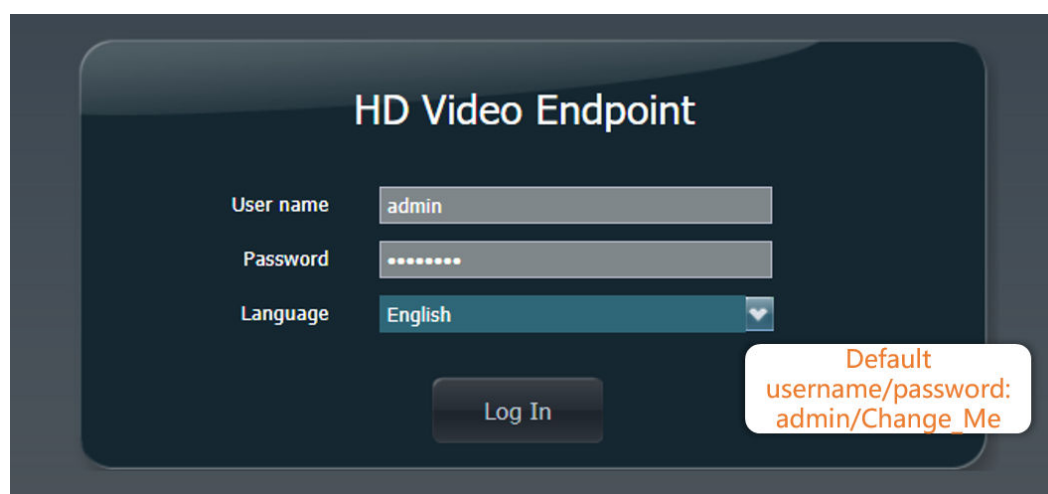 HD Video Endpoint
User name
admin
Password
••••••••
Language
English
Log In
Default
username/password:
admin/Change_Me